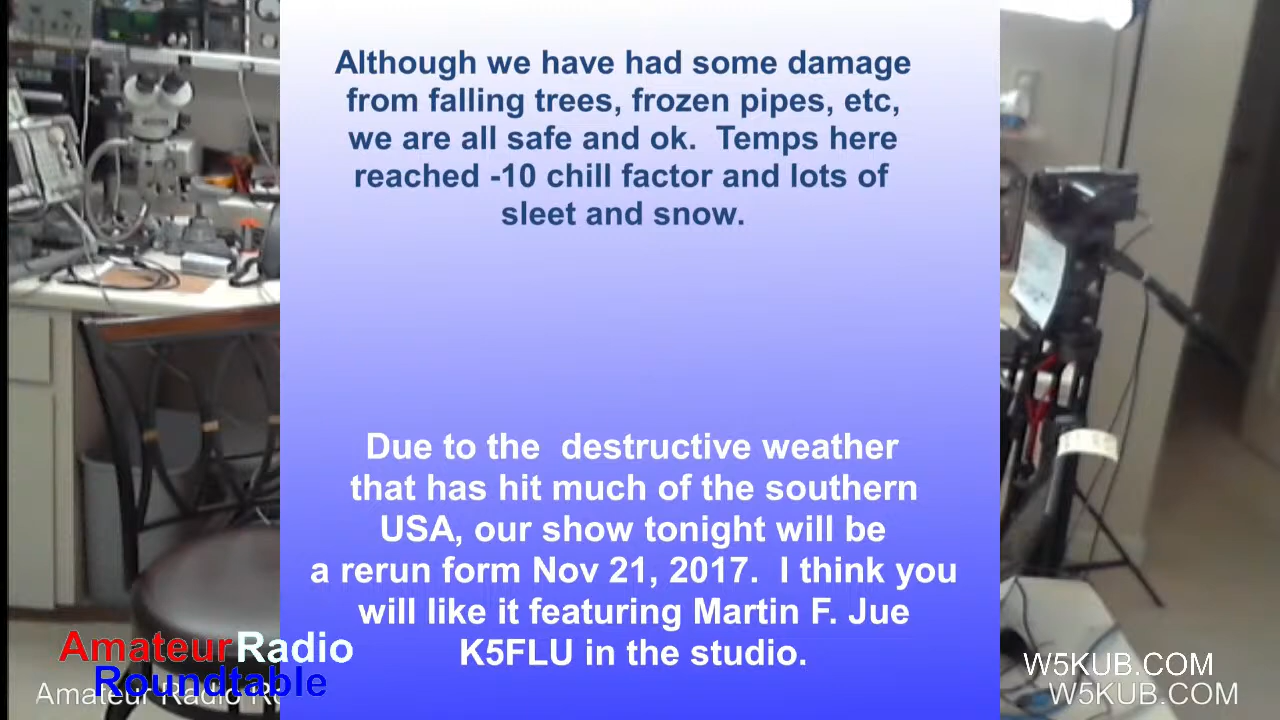 Although we have had some damage
from falling trees, frozen pipes, etc,
we are all safe and ok.  Temps here
reached -10 chill factor and lots of
sleet and snow.
Due to the  destructive weather
that has hit much of the southern
USA, our show tonight will be
a rerun form Nov 21, 2017.  I think you
will like it featuring Martin F. Jue
K5FLU in the studio.
AmateurRadio
Roundtable
Amateur Radio Ro
W5KUB.COM
W5KUB.COM